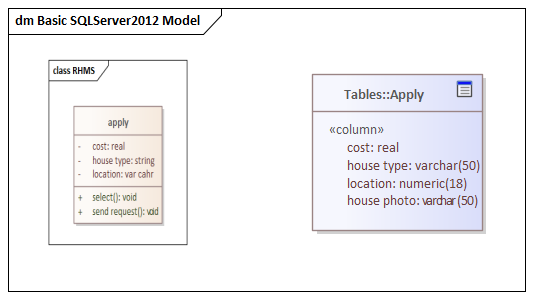 dm Basic SQLServer2012 Model
class RHMS
apply
- cost: real
- house type: string
- location: var cahr
+ select(): void
+ send request(): void
Tables::Apply
«column»
cost: real
house type: varchar(50)
location: numeric(18)
house photo: varchar(50)